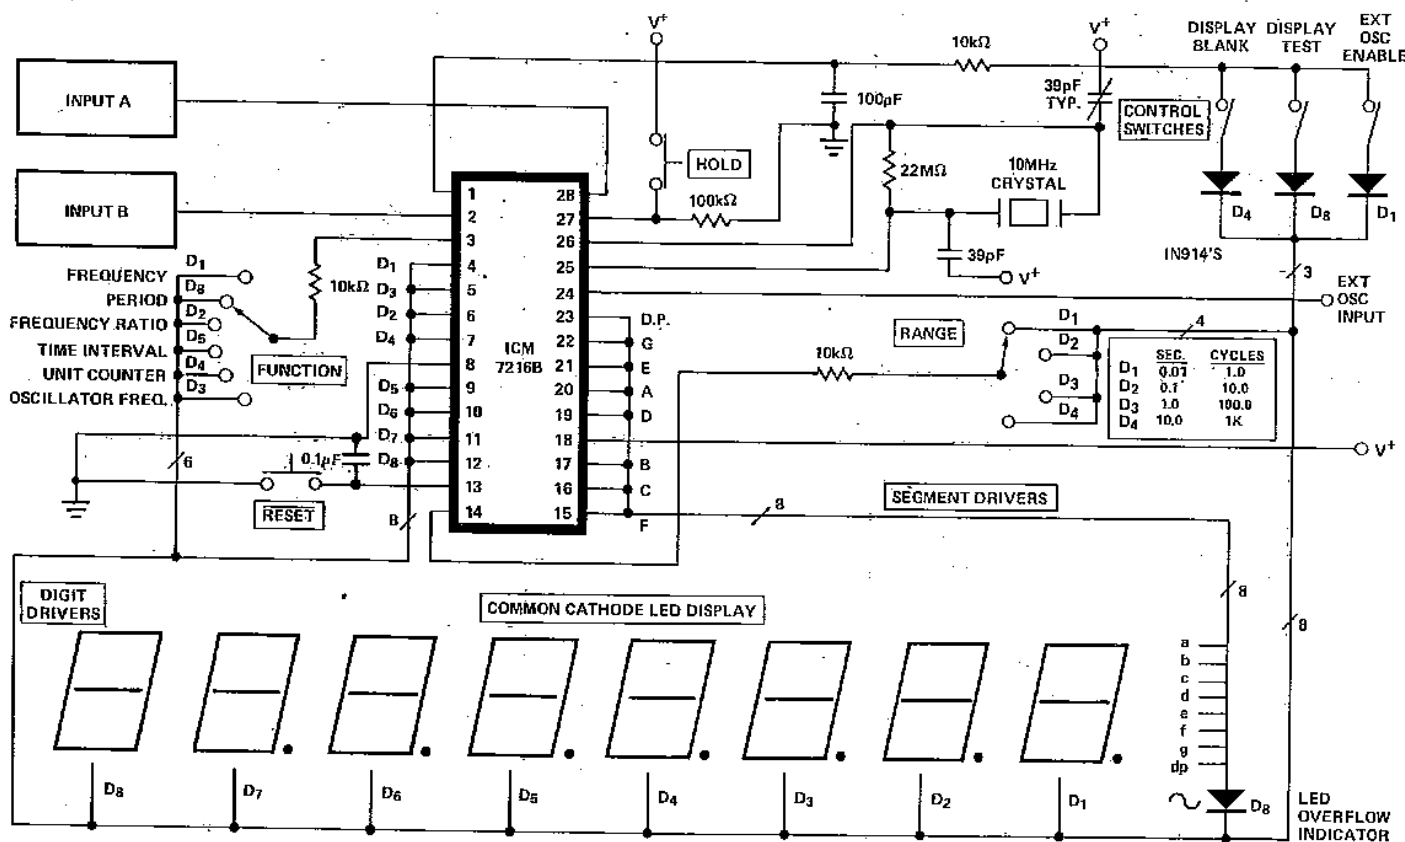 V⁺
DISPLAY BLANK
DISPLAY TEST
EXT OSC ENABLE
10kΩ
V⁺
INPUT A
100µF
39pF
TYP.
CONTROL SWITCHES
HOLD
22MΩ
10MHz
CRYSTAL
INPUT B
100kΩ
1
2
3
4
5
6
7
8
9
10
11
12
13
14
28
27
26
25
24
23
22
21
20
19
18
17
16
15
ICM
7216B
D4
D8
D1
IN914'S
3
39pF
V⁺
EXT
OSC
INPUT
FREQUENCY D1
PERIOD D8
FREQUENCY RATIO D2
TIME INTERVAL D5
UNIT COUNTER D4
OSCILLATOR FREQ. D3
10kΩ
FUNCTION
D1
D3
D2
D4
D5
D6
D7
D8
D.P.
G
E
A
D
B
C
F
RANGE
10kΩ
D1
D2
D3
D4
4
SEC. CYCLES
D1 0.01 1.0
D2 0.1 10.0
D3 1.0 100.0
D4 10.0 1K
V⁺
6
0.1µF
RESET
8
SEGMENT DRIVERS
8
8
8
DIGIT
DRIVERS
COMMON CATHODE LED DISPLAY
a
b
c
d
e
f
g
dp
D8
D7
D6
D5
D4
D3
D2
D1
D8
LED
OVERFLOW
INDICATOR